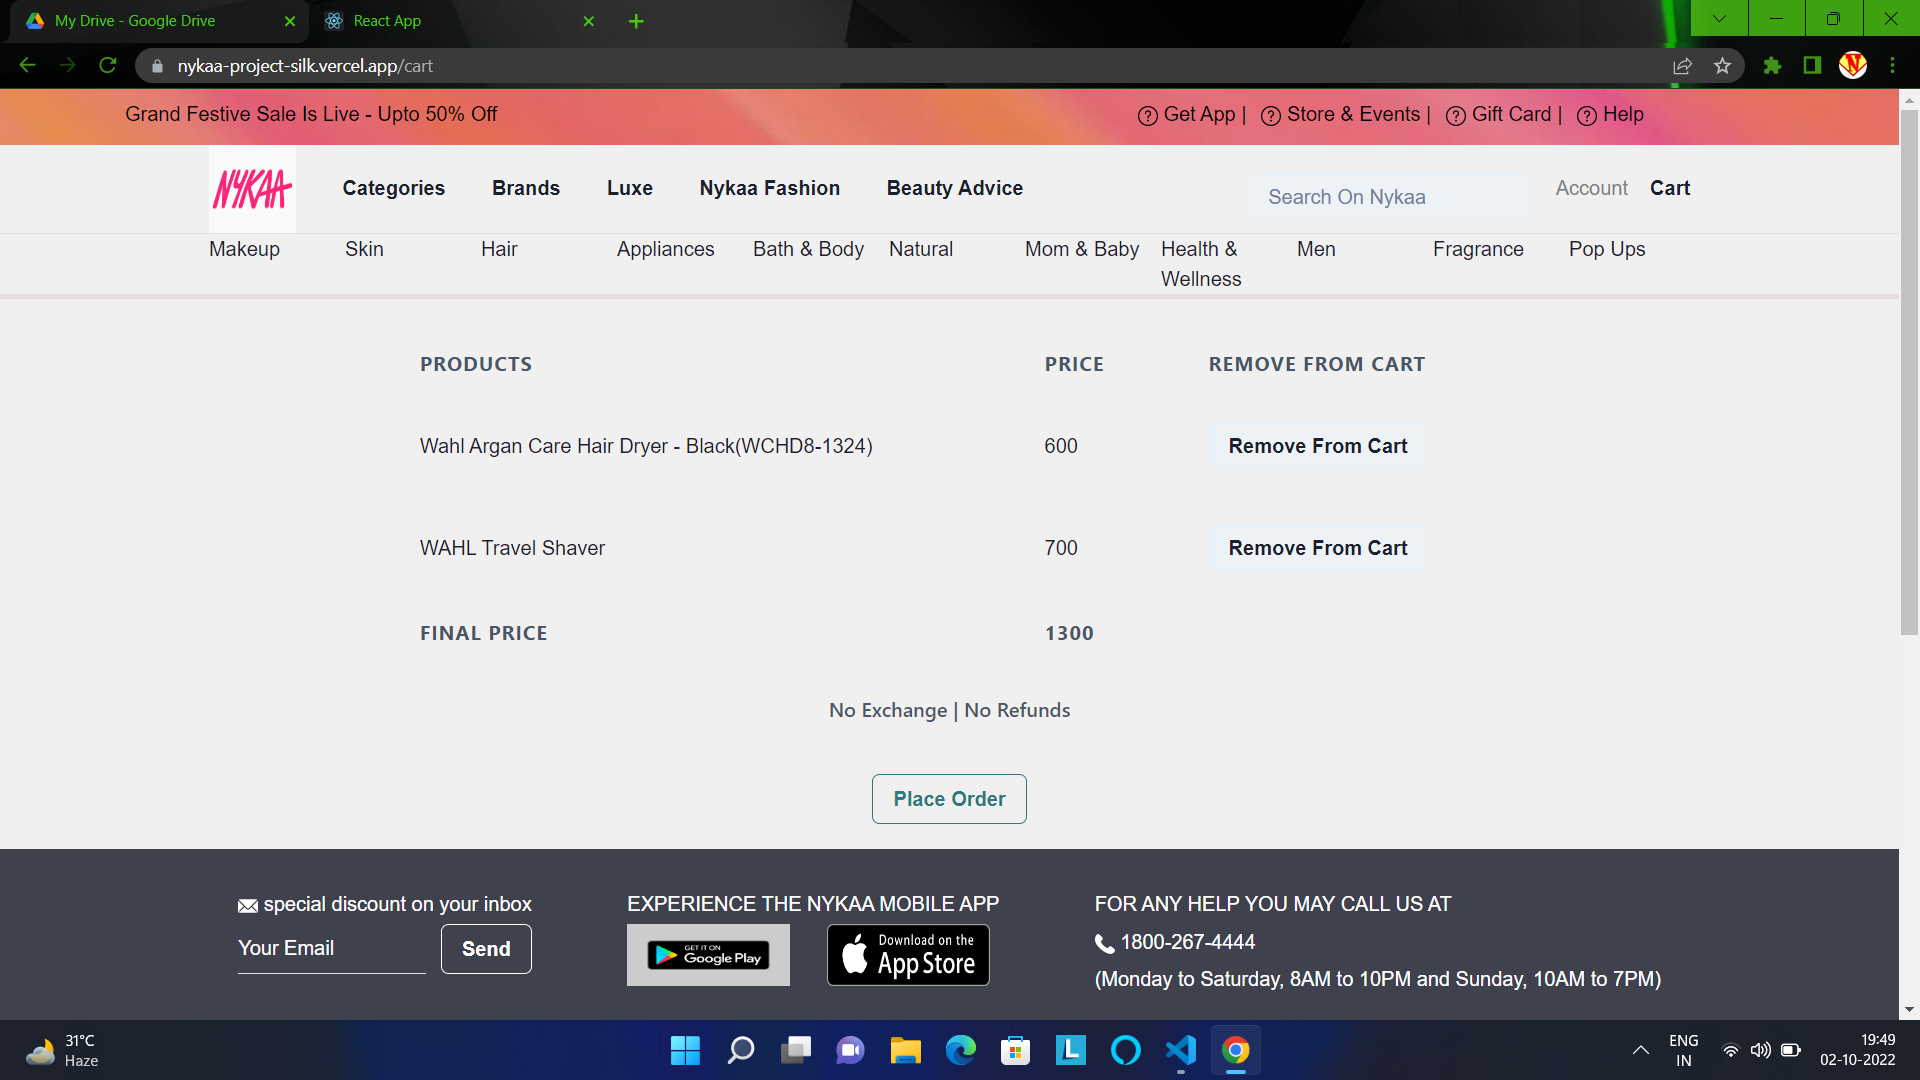 My Drive - Google Drive
React App
nykaa-project-silk.vercel.app/cart
Grand Festive Sale Is Live - Upto 50% Off
Get App | Store & Events | Gift Card | Help
NYKAA
Categories Brands Luxe Nykaa Fashion Beauty Advice
Search On Nykaa
Account Cart
Makeup Skin Hair Appliances Bath & Body Natural Mom & Baby Health & Wellness Men Fragrance Pop Ups
PRODUCTS PRICE REMOVE FROM CART
Wahl Argan Care Hair Dryer - Black(WCHD8-1324) 600 Remove From Cart
WAHL Travel Shaver 700 Remove From Cart
FINAL PRICE 1300
No Exchange | No Refunds
Place Order
special discount on your inbox
Your Email Send
EXPERIENCE THE NYKAA MOBILE APP
GET IT ON
Google Play
Download on the
App Store
FOR ANY HELP YOU MAY CALL US AT
1800-267-4444
(Monday to Saturday, 8AM to 10PM and Sunday, 10AM to 7PM)
31°C
Haze
ENG
IN
19:49
02-10-2022